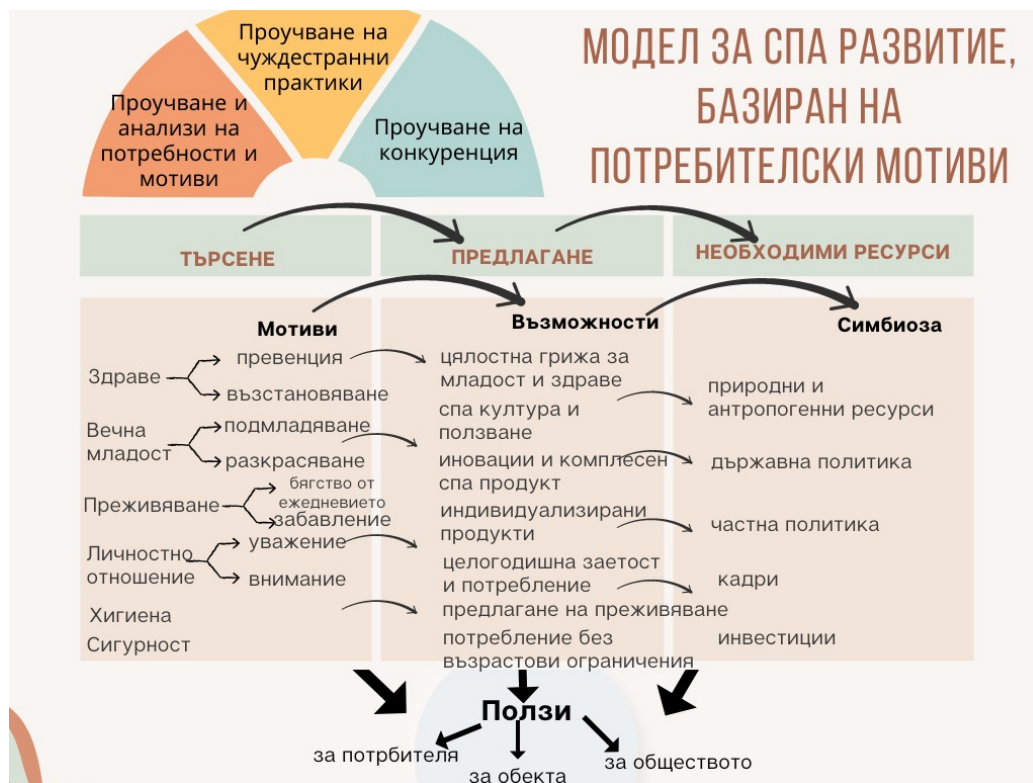 Проучване и
анализи на
потребности и
мотиви
Проучване на
чуждестранни
практики
Проучване на
конкуренция
МОДЕЛ ЗА СПА РАЗВИТИЕ,
БАЗИРАН НА
ПОТРЕБИТЕЛСКИ МОТИВИ
ТЪРСЕНЕ
ПРЕДЛАГАНЕ
НЕОБХОДИМИ РЕСУРСИ
Мотиви
Здраве
превенция
възстановяване
Вечна
младост
подмладяване
разкрасяване
Преживяване
бягство от
ежедневието
забавление
Личностно
отношение
уважение
внимание
Хигиена
Сигурност
Възможности
цялостна грижа за
младост и здраве
спа култура и
ползване
иновации и комплесен
спа продукт
индивидуализирани
продукти
целогодишна заетост
и потребление
предлагане на преживяване
потребление без
възрастови ограничения
Симбиоза
природни и
антропогенни ресурси
държавна политика
частна политика
кадри
инвестиции
Ползи
за потрбителя
за обекта
за обществото